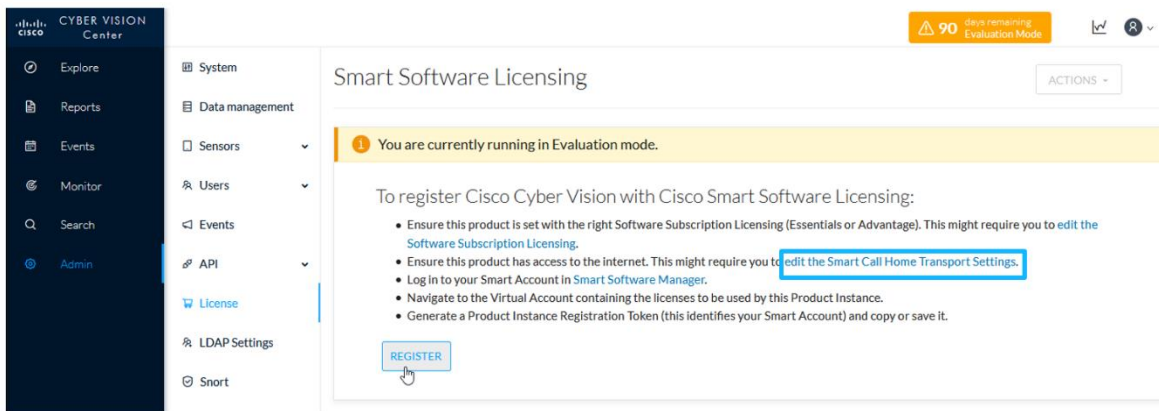 CISCO
CYBER VISION
Center
90 days remaining
Evaluation Mode
Explore
Reports
Events
Monitor
Search
Admin
System
Data management
Sensors
Users
Events
API
License
LDAP Settings
Snort
Smart Software Licensing
ACTIONS
You are currently running in Evaluation mode.
To register Cisco Cyber Vision with Cisco Smart Software Licensing:
• Ensure this product is set with the right Software Subscription Licensing (Essentials or Advantage). This might require you to edit the
Software Subscription Licensing.
• Ensure this product has access to the internet. This might require you to edit the Smart Call Home Transport Settings.
• Log in to your Smart Account in Smart Software Manager.
• Navigate to the Virtual Account containing the licenses to be used by this Product Instance.
• Generate a Product Instance Registration Token (this identifies your Smart Account) and copy or save it.
REGISTER